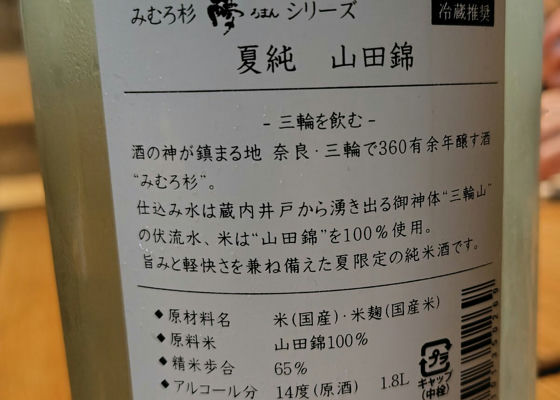 みむろ杉 夢 ろまん シリーズ
冷蔵推奨
夏純 山田錦
- 三輪を飲む -
酒の神が鎮まる地 奈良・三輪で360有余年醸す酒
“みむろ杉”。
仕込み水は蔵内井戸から湧き出る御神体“三輪山”
の伏流水、米は“山田錦”を100%使用。
旨みと軽快さを兼ね備えた夏限定の純米酒です。
◆原材料名 米(国産)・米麹(国産米)
◆原料米 山田錦100%
◆精米歩合 65%
◆アルコール分 14度(原酒) 1.8L
プラ
キャップ
(中栓)